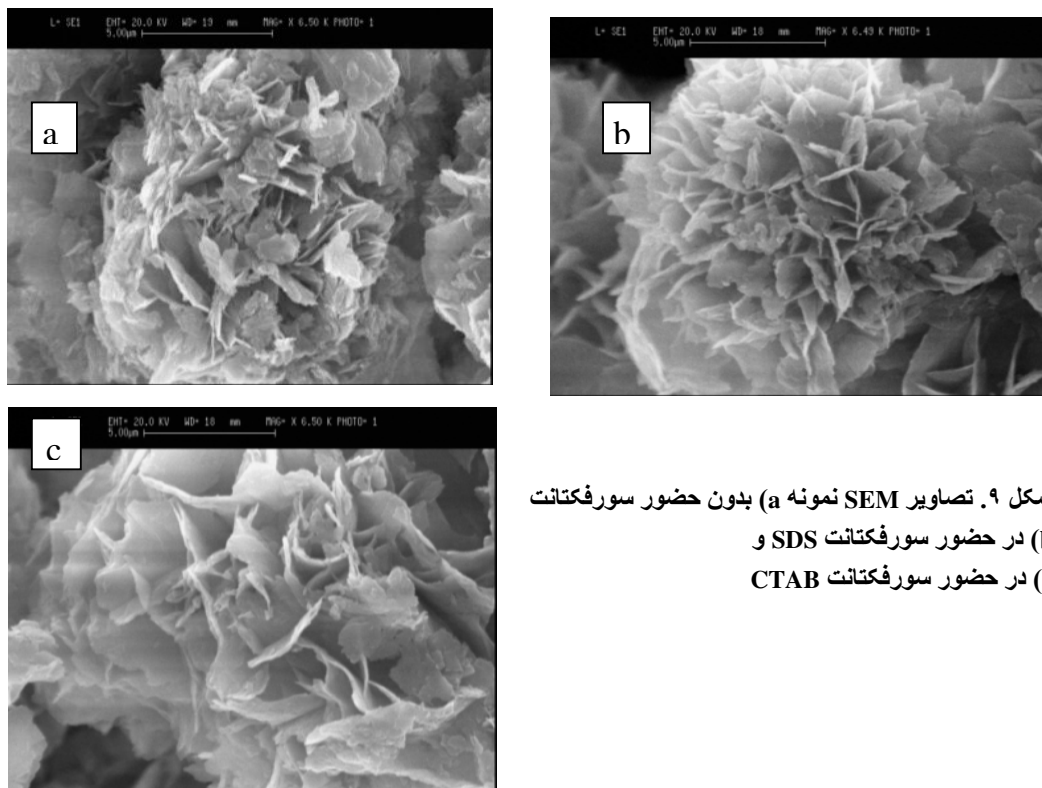 L= SE1 EHT= 20.0 KV WD= 19 mm MAG= X 6.50 K PHOTO= 1
5.00µm
a
L= SE1 EHT= 20.0 KV WD= 18 mm MAG= X 6.49 K PHOTO= 1
5.00µm
b
EHT= 20.0 KV WD= 18 mm MAG= X 6.50 K PHOTO= 1
5.00µm
c
۹. تصاویر SEM نمونه a) بدون حضور سورفکتانت
) در حضور سورفکتانت SDS و
) در حضور سورفکتانت CTAB